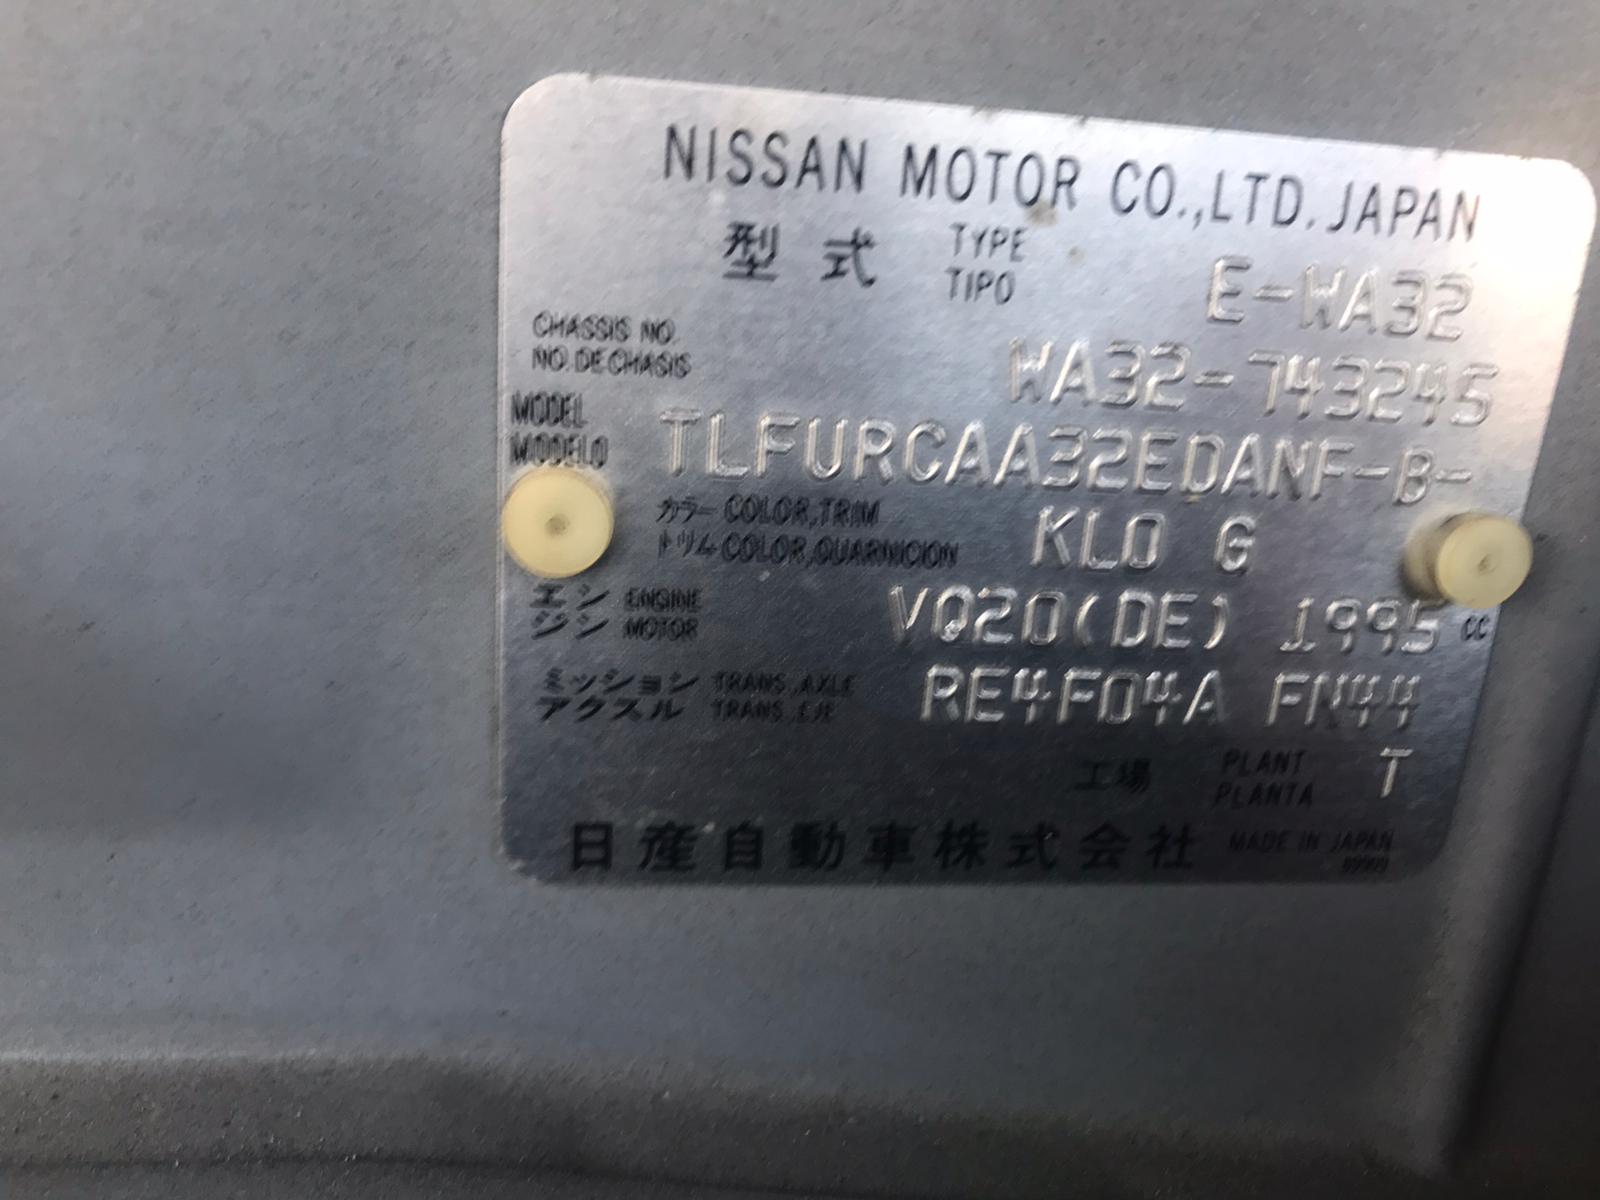 NISSAN MOTOR CO.,LTD. JAPAN
型式 TYPE E-WA32
TIPO
CHASSIS NO. WA32-743245
NO. DE CHASIS
MODEL TLFURCAA32EDANF-B-
MODELO
カラー COLOR,TRIM KL0 G
トリム COLOR,GUARNICION
エン ENGINE VQ20(DE) 1995 cc
ジン MOTOR
ミッション TRANS.,AXLE RE4F04A FN44
アクスル TRANS.,EJE
工場 PLANT T
PLANTA
日産自動車株式会社 MADE IN JAPAN